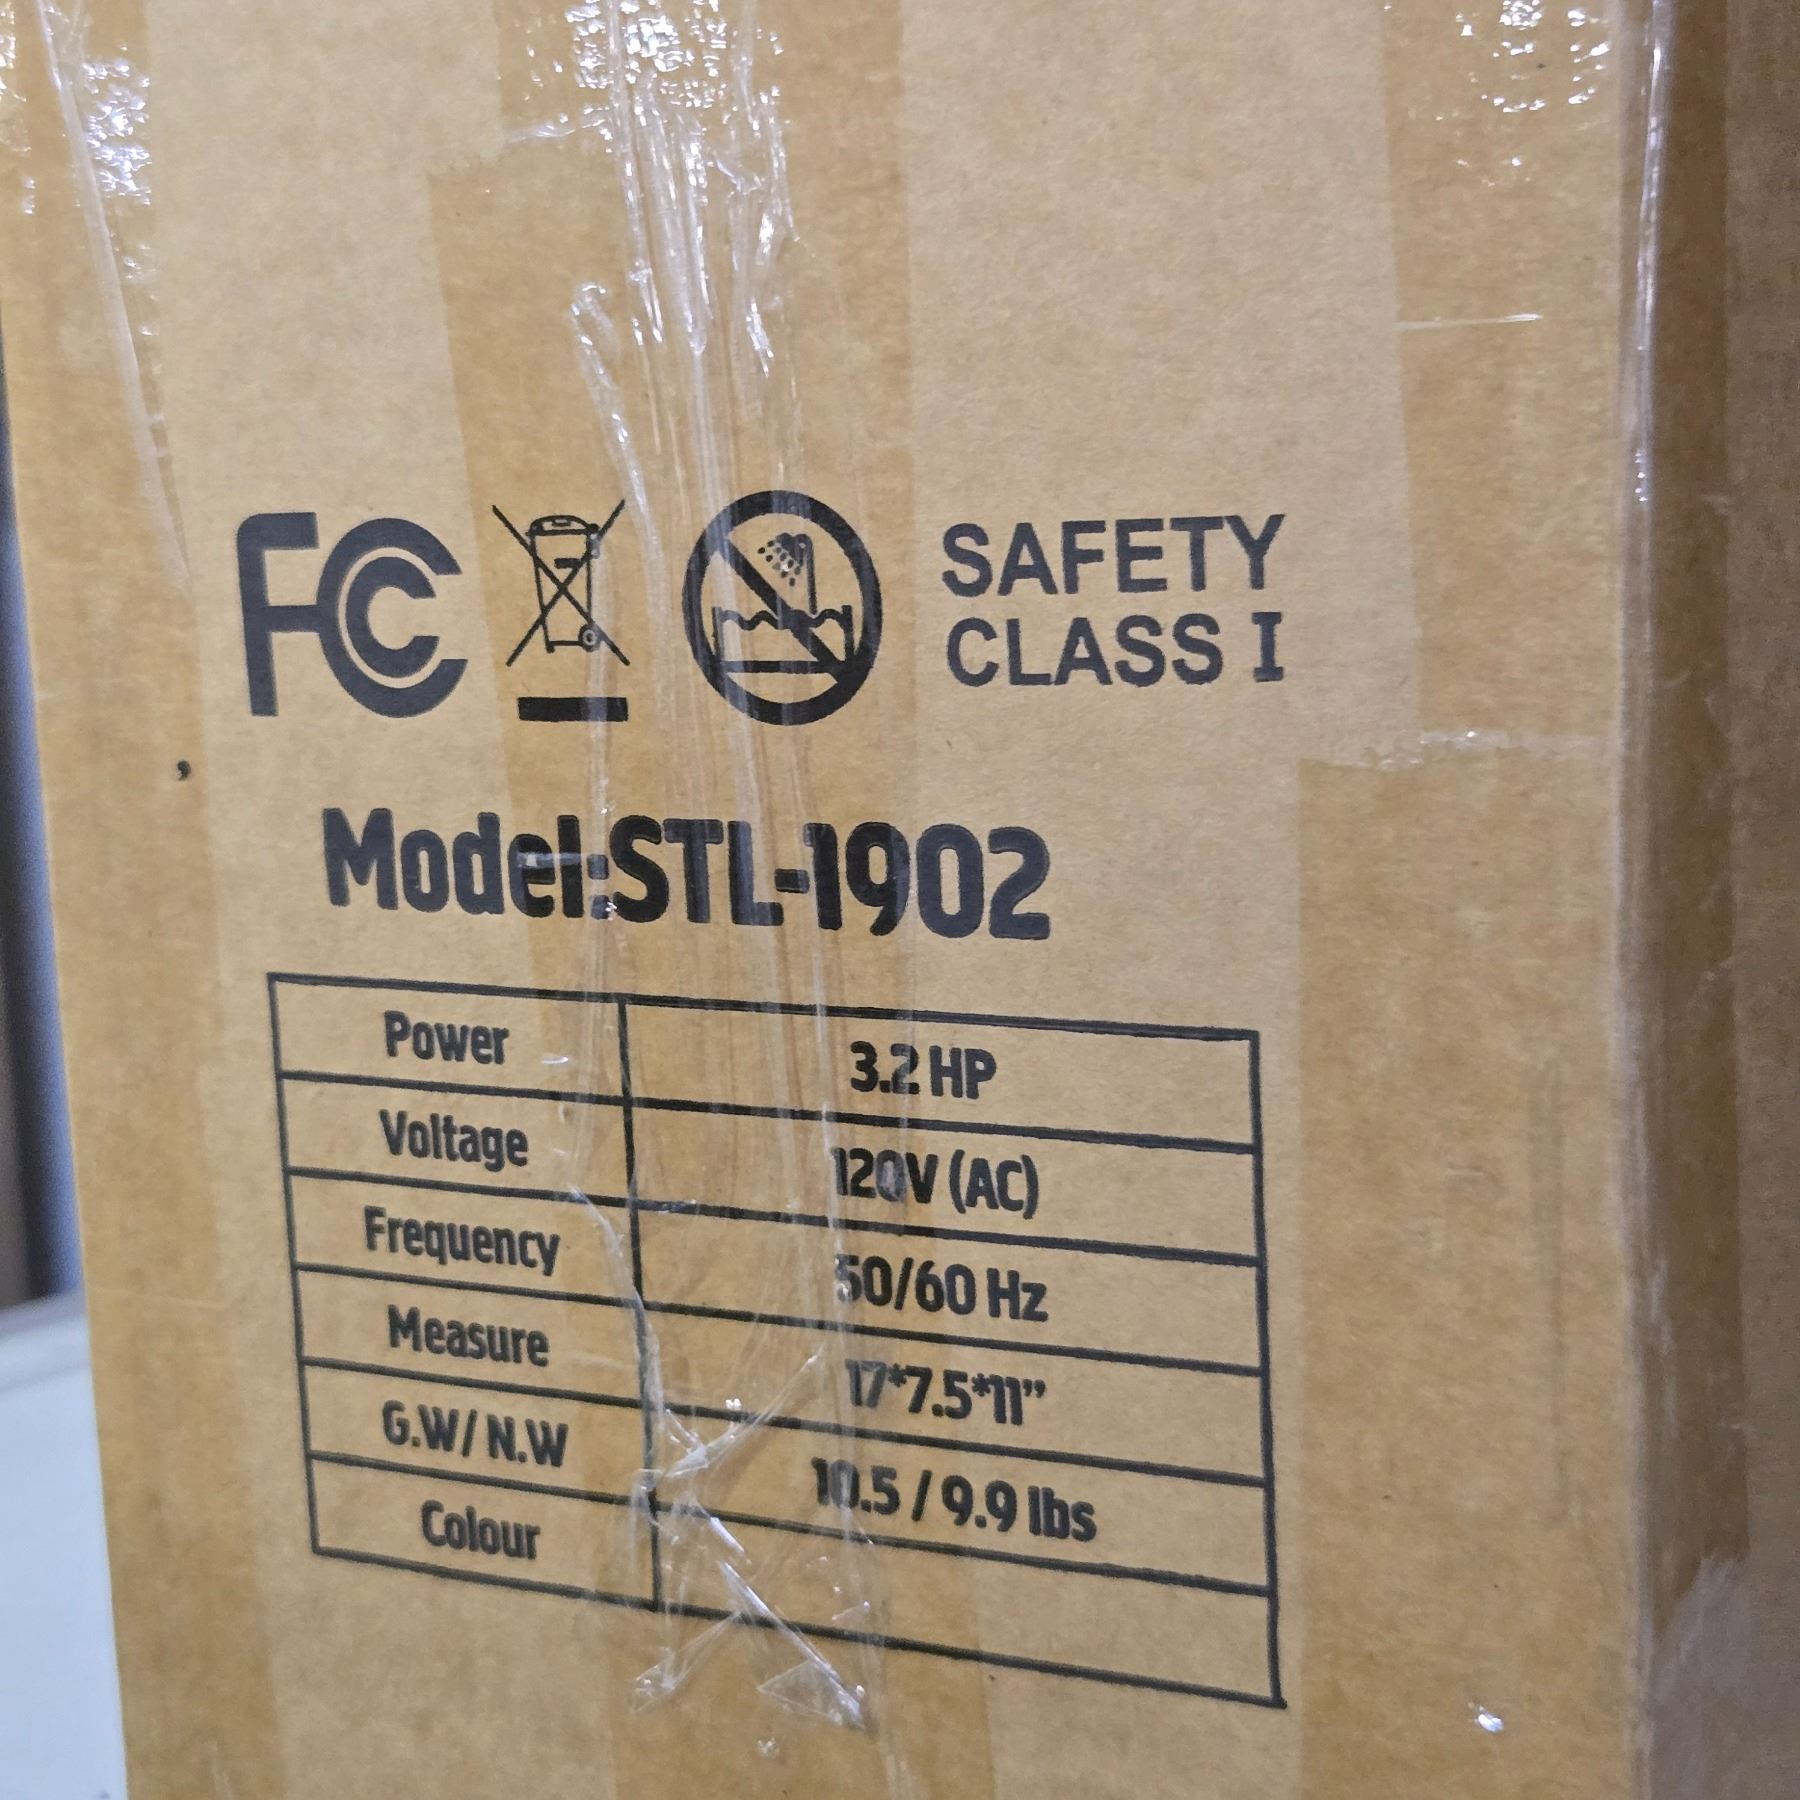 FC
SAFETY
CLASS I
Model:STL-1902
Power 3.2 HP
Voltage 120V (AC)
Frequency 50/60 Hz
Measure 17*7.5*11”
G.W/ N.W 10.5 / 9.9 lbs
Colour